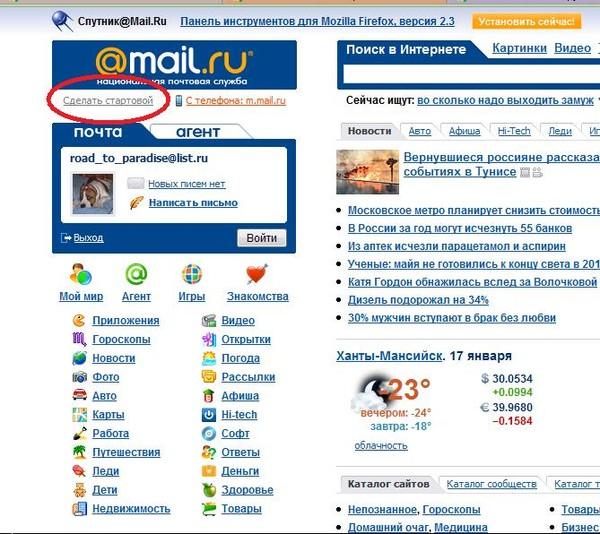 Спутник@Mail.Ru Панель инструментов для Mozilla Firefox, версия 2.3 Установить сейчас!
@mail.ru
национальная почтовая служба
Сделать стартовой С телефона: m.mail.ru
почта агент
road_to_paradise@list.ru
Новых писем нет
Написать письмо
Выход Войти
Мой мир Агент Игры Знакомства
Приложения Видео
Гороскопы Открытки
Новости Погода
Фото Рассылки
Авто Афиша
Карты Hi-tech
Работа Софт
Путешествия Ответы
Леди Деньги
Дети Здоровье
Недвижимость Товары
Поиск в Интернете Картинки Видео
Сейчас ищут: во сколько надо выходить замуж
Новости Авто Афиша Hi-Tech Леди
Вернувшиеся россияне рассказа
событиях в Тунисе
Московское метро планирует снизить стоимость
В России за год могут исчезнуть 55 банков
Из аптек исчезли парацетамол и аспирин
Ученые: майя не готовились к концу света в 201
Катя Гордон обнажилась вслед за Волочковой
Дизель подорожал на 34%
30% мужчин вступают в брак без любви
Ханты-Мансийск. 17 января
-23°
вечером: -24°
завтра: -18°
облачность
$ 30.0534
+0.0994
€ 39.9680
−0.1584
Каталог сайтов Каталог сообществ Товары
Непознанное, Гороскопы Товары
Домашний очаг, Медицина Бизнес